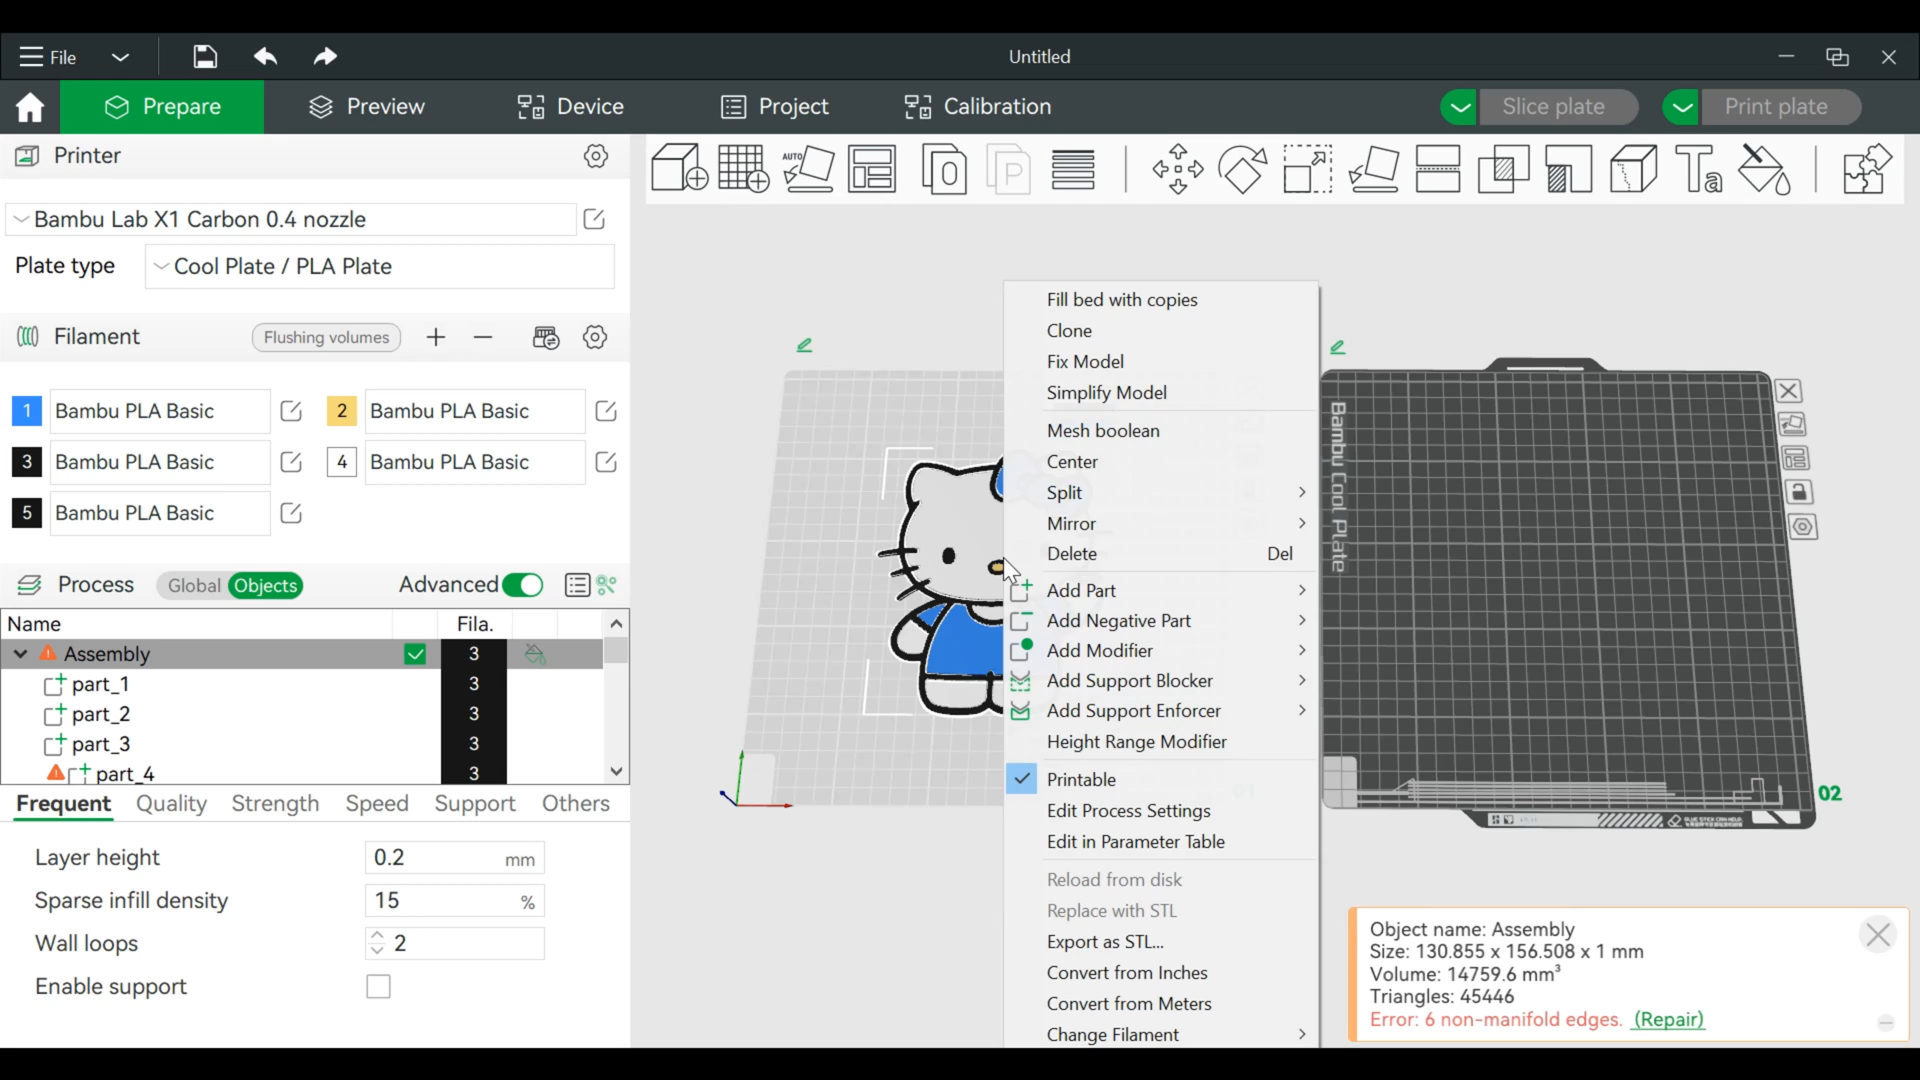 File
Untitled
Prepare
Preview
Device
Project
Calibration
Slice plate
Print plate
Printer
Bambu Lab X1 Carbon 0.4 nozzle
Plate type
Cool Plate / PLA Plate
Filament
Flushing volumes
1 Bambu PLA Basic
2 Bambu PLA Basic
3 Bambu PLA Basic
4 Bambu PLA Basic
5 Bambu PLA Basic
Process
Global
Objects
Advanced
Name
Fila.
Assembly 3
part_1 3
part_2 3
part_3 3
part_4 3
Frequent
Quality
Strength
Speed
Support
Others
Layer height 0.2 mm
Sparse infill density 15 %
Wall loops 2
Enable support
AUTO
O
P
Ta
Fill bed with copies
Clone
Fix Model
Simplify Model
Mesh boolean
Center
Split
Mirror
Delete Del
Add Part
Add Negative Part
Add Modifier
Add Support Blocker
Add Support Enforcer
Height Range Modifier
Printable
Edit Process Settings
Edit in Parameter Table
Reload from disk
Replace with STL
Export as STL...
Convert from Inches
Convert from Meters
Change Filament
01
Bambu Cool Plate
02
Object name: Assembly
Size: 130.855 x 156.508 x 1 mm
Volume: 14759.6 mm³
Triangles: 45446
Error: 6 non-manifold edges. (Repair)